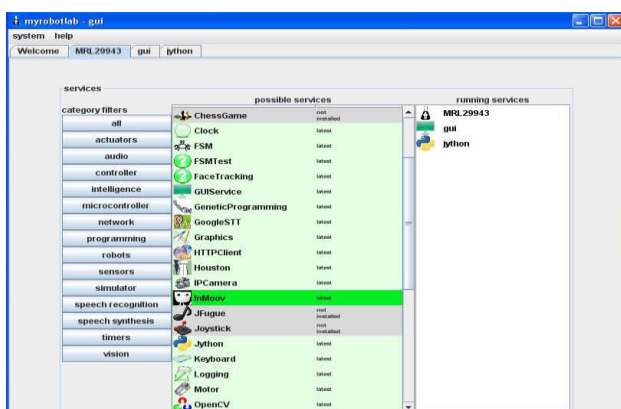 myrobotlab - gui
system help
Welcome MRL29943 gui jython
services
possible services running services
category filters
all
actuators
audio
controller
intelligence
microcontroller
network
programming
robots
sensors
simulator
speech recognition
speech synthesis
timers
vision
ChessGame not installed
Clock latest
FSM latest
FSMTest latest
FaceTracking latest
GUIService latest
GeneticProgramming latest
GoogleSTT latest
Graphics latest
HTTPClient latest
Houston latest
IPCamera latest
InMoov latest
JFugue not installed
Joystick not installed
Jython latest
Keyboard latest
Logging latest
Motor latest
OpenCV latest
MRL29943
gui
jython